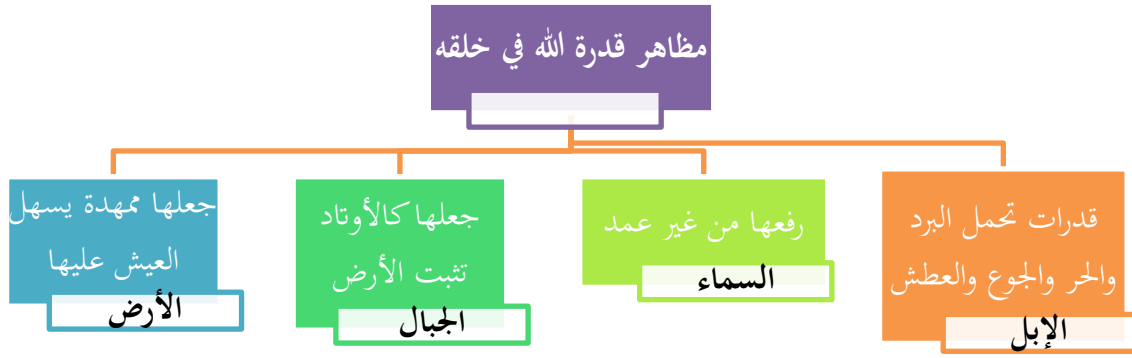 مظاهر قدرة الله في خلقه
قدرات تحمل البرد
والحر والجوع والعطش
الإبل
رفعها من غير عمد
السماء
جعلها كالأوتاد
تثبت الأرض
الجبال
جعلها ممهدة يسهل
العيش عليها
الأرض